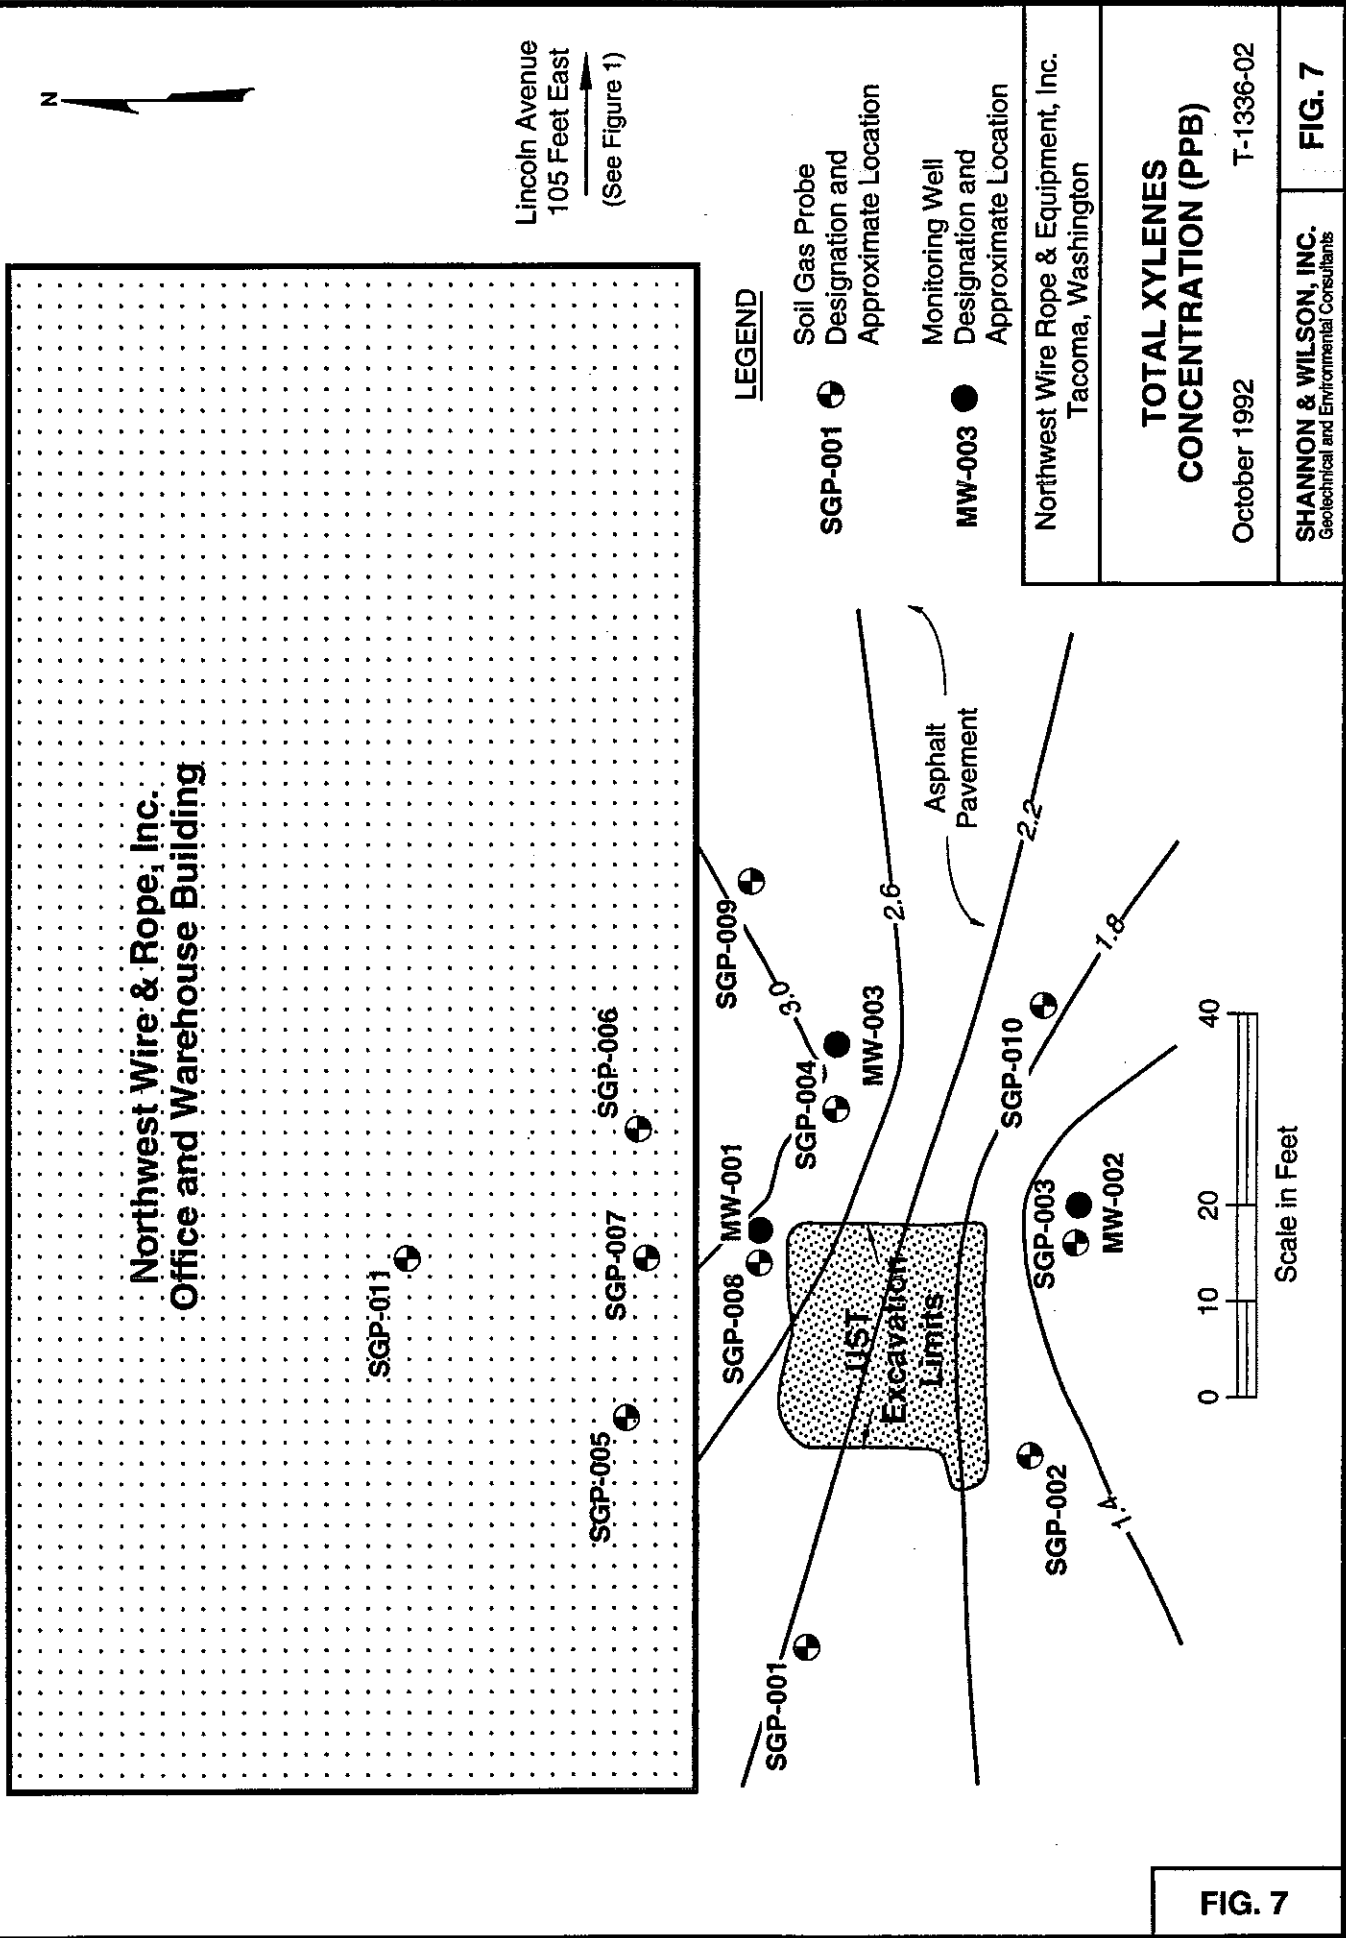 N
Lincoln Avenue
105 Feet East
(See Figure 1)
Northwest Wire & Rope, Inc.
Office and Warehouse Building
SGP-011
SGP-005
SGP-007
SGP-006
SGP-008
MW-001
SGP-009
SGP-004
MW-003
3.0
2.6
SGP-001
UST
Excavation
Limits
Asphalt
Pavement
2.2
SGP-010
1.8
SGP-002
SGP-003
MW-002
1.4
0
10
20
40
Scale in Feet
LEGEND
SGP-001
Soil Gas Probe
Designation and
Approximate Location
MW-003
Monitoring Well
Designation and
Approximate Location
Northwest Wire Rope & Equipment, Inc.
Tacoma, Washington
TOTAL XYLENES
CONCENTRATION (PPB)
October 1992
T-1336-02
SHANNON & WILSON, INC.
Geotechnical and Environmental Consultants
FIG. 7
FIG. 7